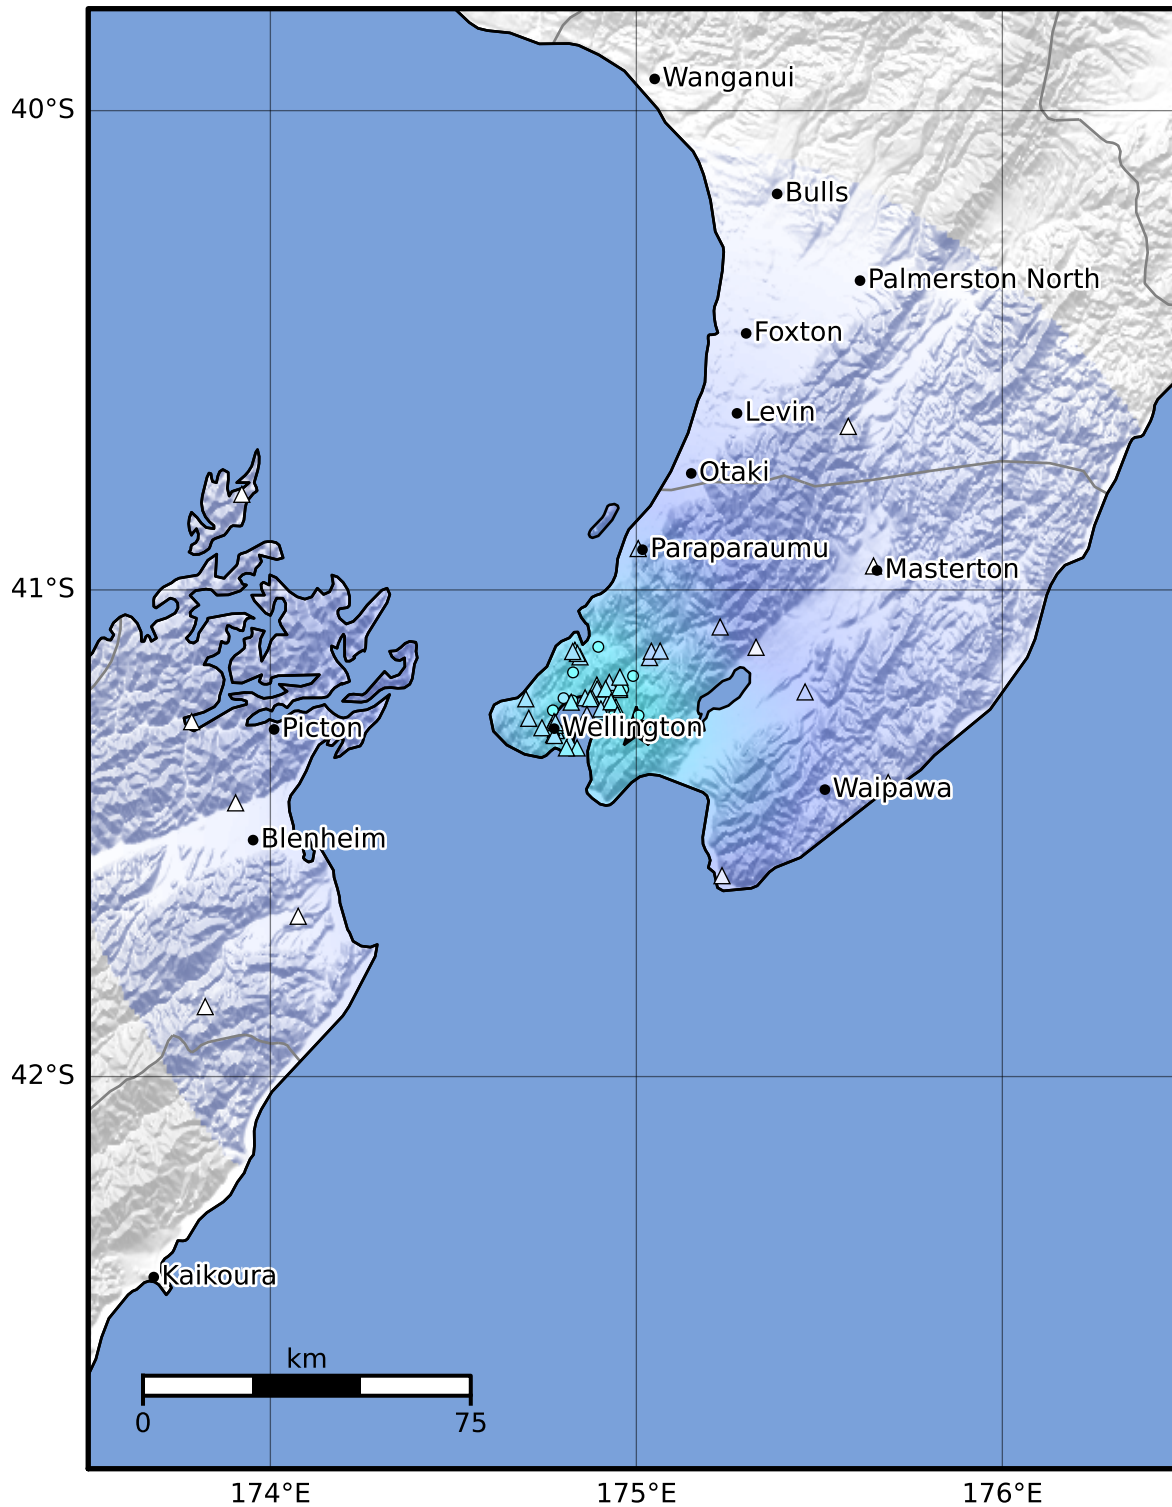 Wanganui
40°S
Bulls
Palmerston North
Foxton
Levin
Otaki
Paraparaumu
Masterton
41°S
Wellington
Picton
Waipawa
Blenheim
42°S
Kaikoura
km
0
75
174°E
175°E
176°E